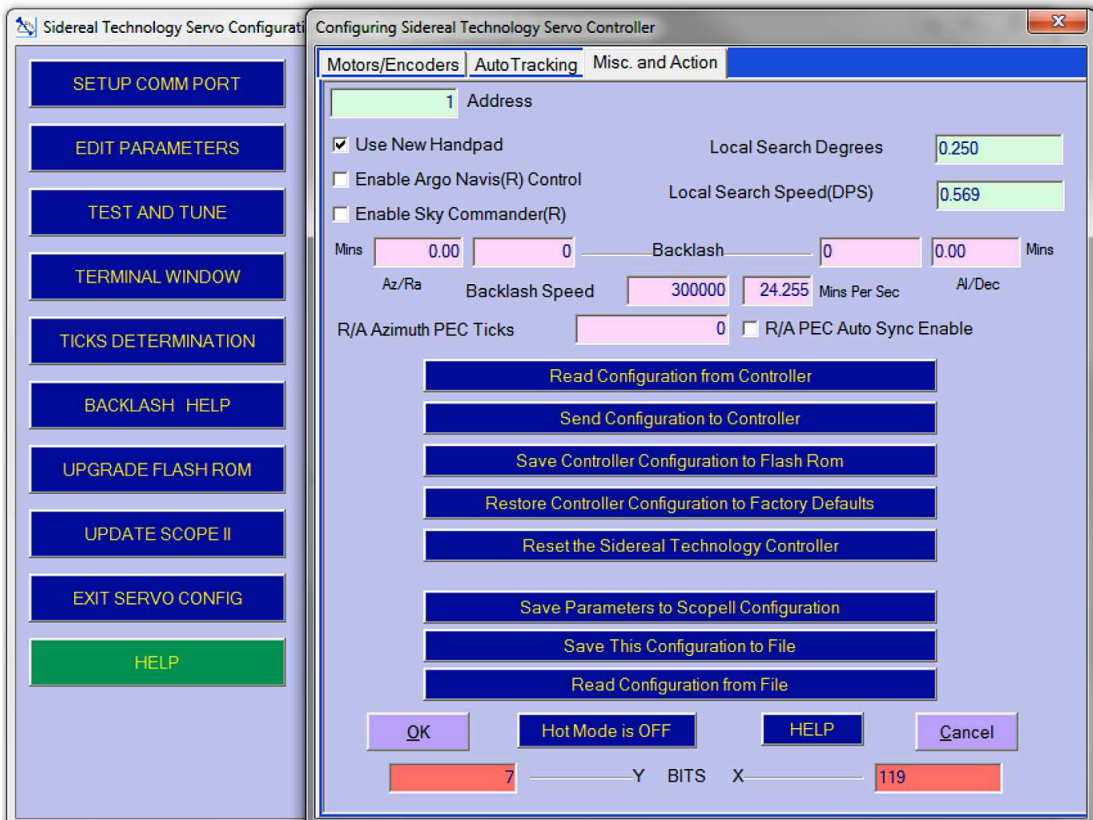 Sidereal Technology Servo Configurati
SETUP COMM PORT
EDIT PARAMETERS
TEST AND TUNE
TERMINAL WINDOW
TICKS DETERMINATION
BACKLASH HELP
UPGRADE FLASH ROM
UPDATE SCOPE II
EXIT SERVO CONFIG
HELP
Configuring Sidereal Technology Servo Controller
Motors/Encoders AutoTracking Misc. and Action
1 Address
Use New Handpad Local Search Degrees 0.250
Enable Argo Navis(R) Control
Local Search Speed(DPS) 0.569
Enable Sky Commander(R)
Mins 0.00 0 Backlash 0 0.00 Mins
Az/Ra Backlash Speed 300000 24.255 Mins Per Sec Al/Dec
R/A Azimuth PEC Ticks 0 R/A PEC Auto Sync Enable
Read Configuration from Controller
Send Configuration to Controller
Save Controller Configuration to Flash Rom
Restore Controller Configuration to Factory Defaults
Reset the Sidereal Technology Controller
Save Parameters to ScopeII Configuration
Save This Configuration to File
Read Configuration from File
OK Hot Mode is OFF HELP Cancel
7 Y BITS X 119